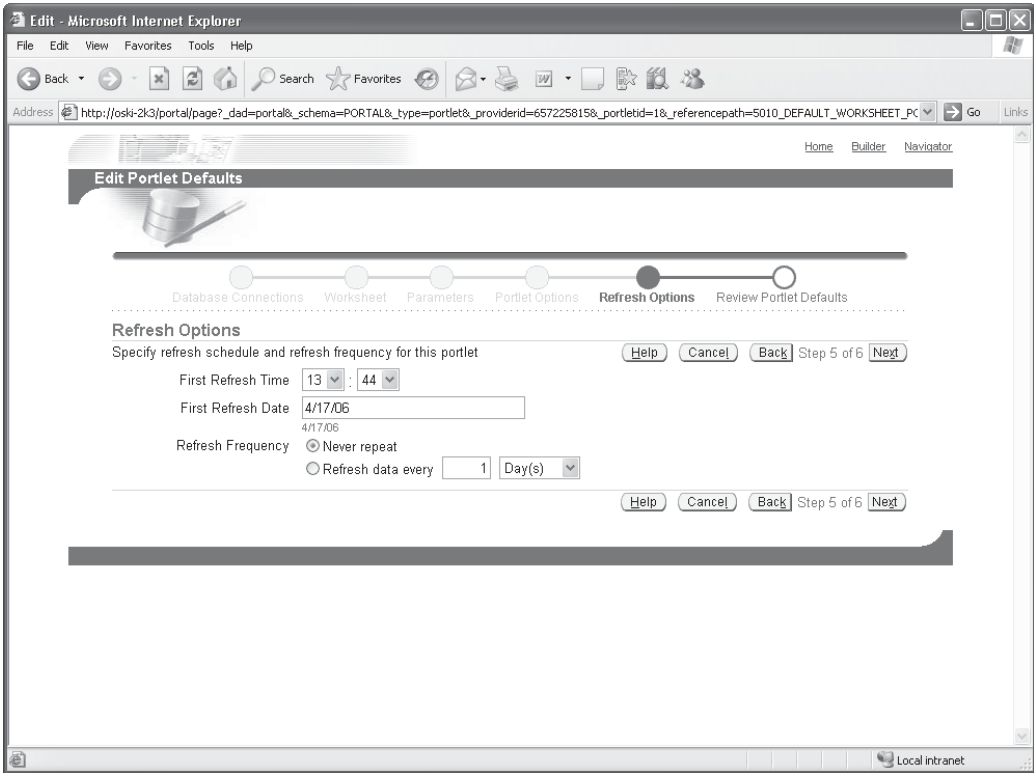 Edit - Microsoft Internet Explorer
File Edit View Favorites Tools Help
Back Search Favorites
Address http://oski-2k3/portal/page?_dad=portal&_schema=PORTAL&_type=portlet&_providerid=657225815&_portletid=1&_referencepath=5010_DEFAULT_WORKSHEET_PC Go Links
Home Builder Navigator
Edit Portlet Defaults
Database Connections Worksheet Parameters Portlet Options Refresh Options Review Portlet Defaults
Refresh Options
Specify refresh schedule and refresh frequency for this portlet Help Cancel Back Step 5 of 6 Next
First Refresh Time 13 : 44
First Refresh Date 4/17/06
4/17/06
Refresh Frequency Never repeat
Refresh data every 1 Day(s)
Help Cancel Back Step 5 of 6 Next
Local intranet